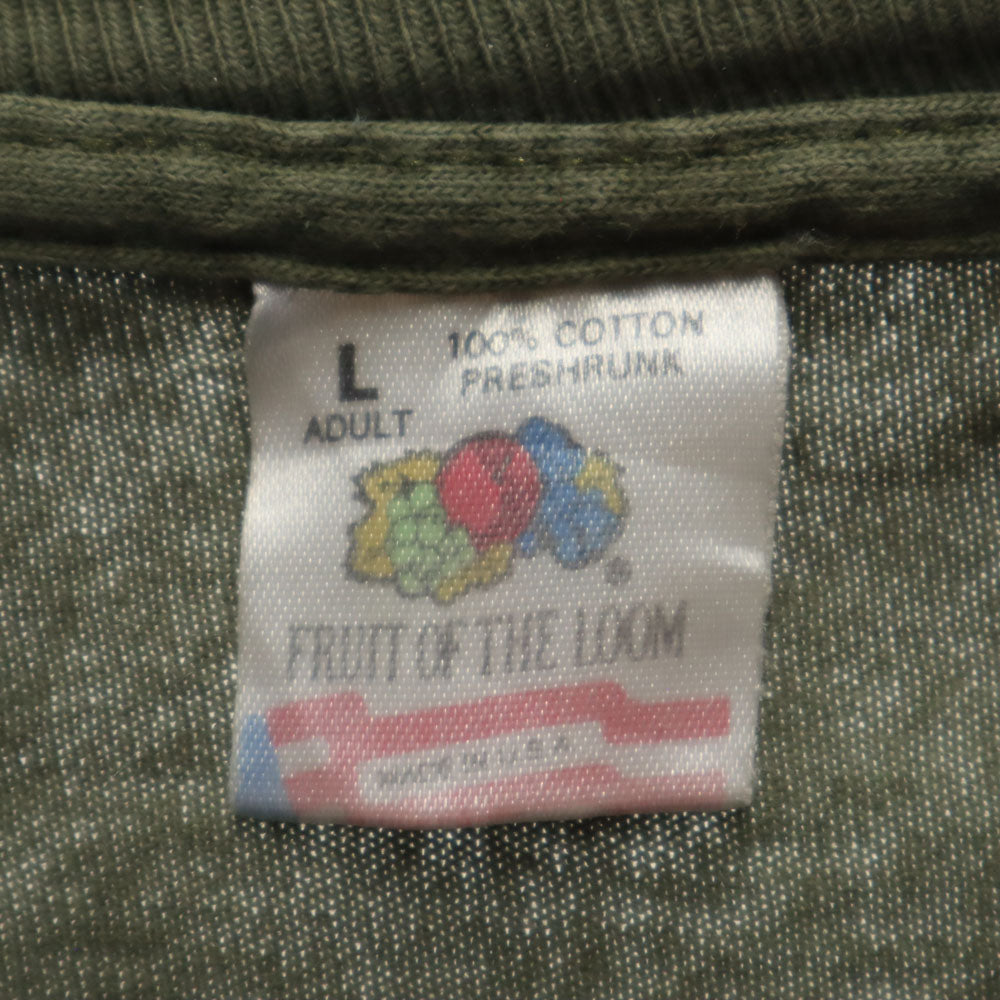 L
ADULT
100% COTTON
PRESHRUNK
®
FRUIT OF THE LOOM
MADE IN U.S.A